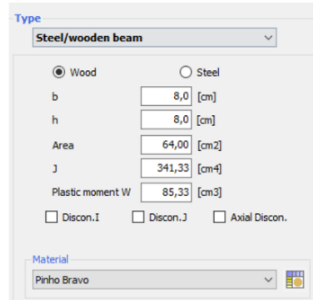 Type
Steel/wooden beam
Wood Steel
b 8,0 [cm]
h 8,0 [cm]
Area 64,00 [cm2]
J 341,33 [cm4]
Plastic moment W 85,33 [cm3]
Discon.I Discon.J Axial Discon.
Material
Pinho Bravo